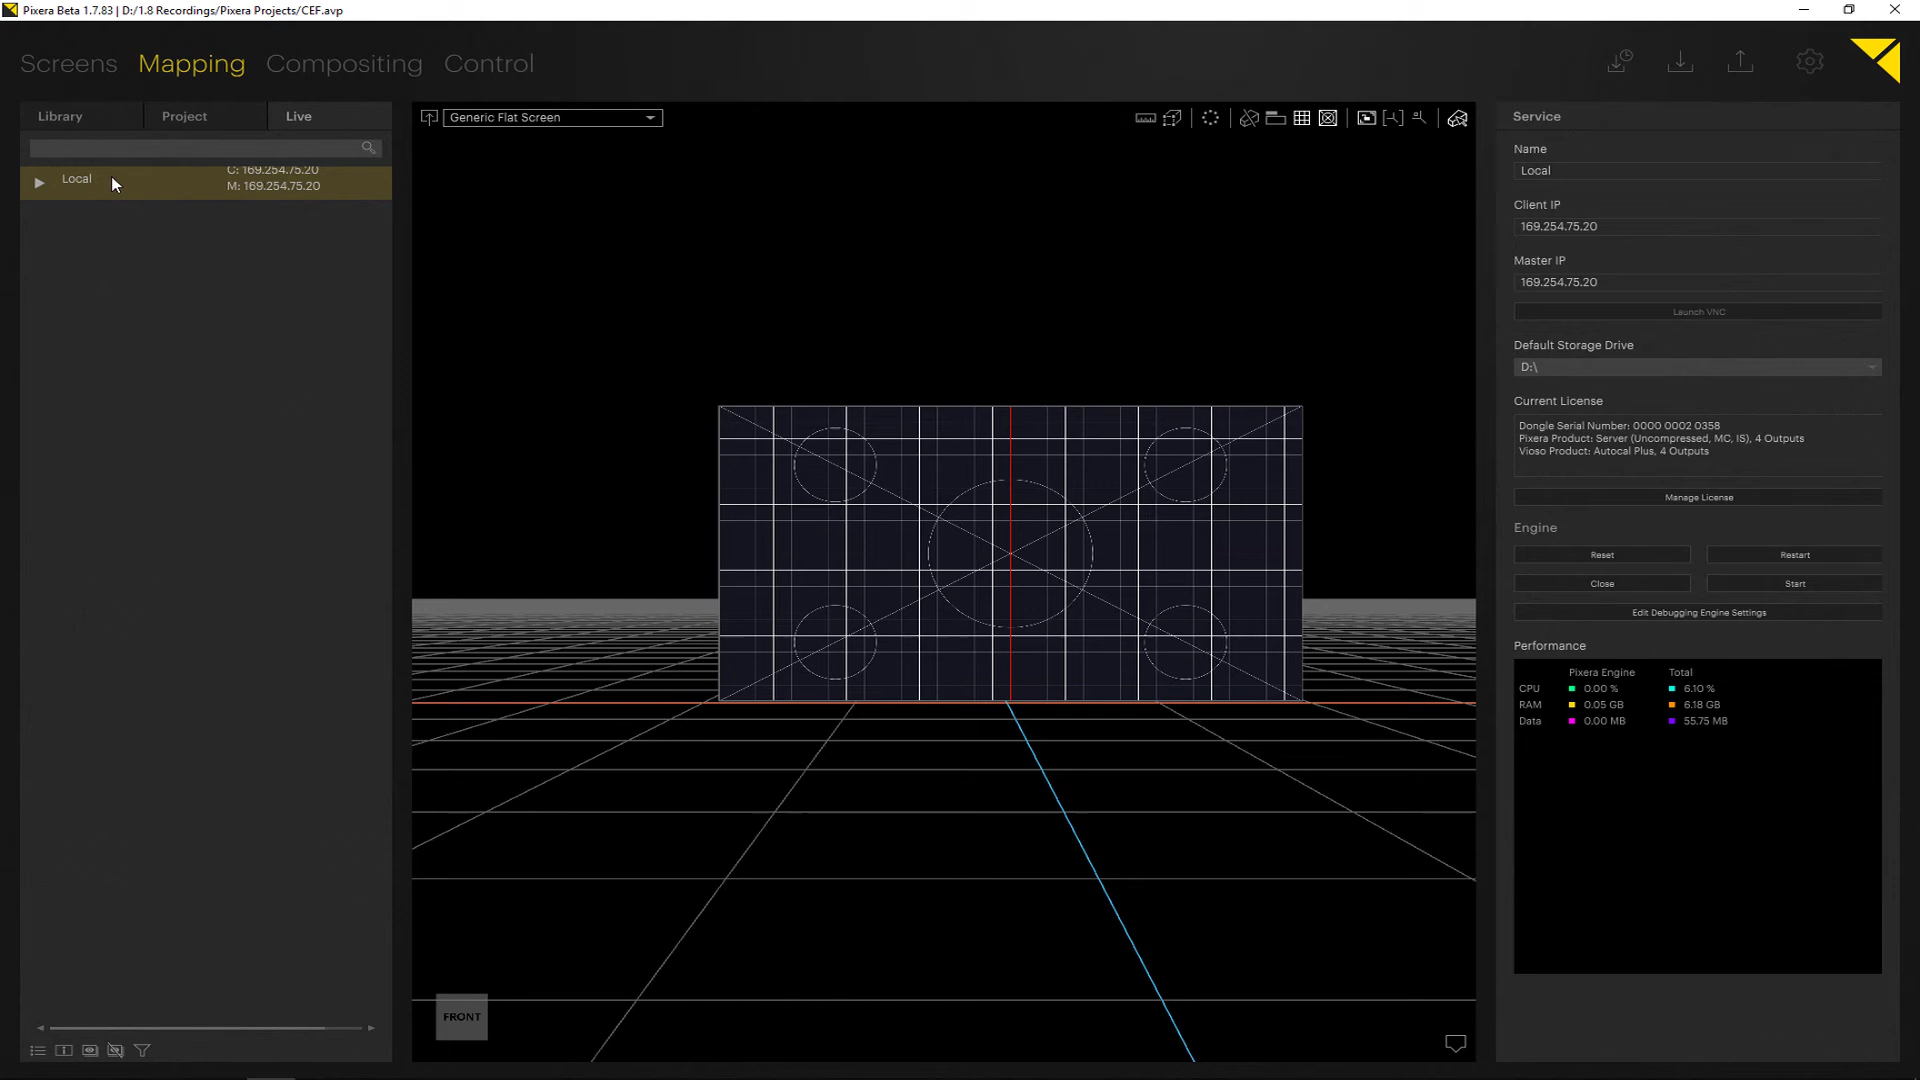 Pixera Beta 1.7.83 | D:/1.8 Recordings/Pixera Projects/CEF.avp
Screens Mapping Compositing Control
Library Project Live
Local
C: 169.254.75.20
M: 169.254.75.20
Generic Flat Screen
FRONT
Service
Name
Local
Client IP
169.254.75.20
Master IP
169.254.75.20
Launch VNC
Default Storage Drive
D:\
Current License
Dongle Serial Number: 0000 0002 0358
Pixera Product: Server (Uncompressed, MC, IS), 4 Outputs
Vioso Product: Autocal Plus, 4 Outputs
Manage License
Engine
Reset Restart
Close Start
Edit Debugging Engine Settings
Performance
Pixera Engine Total
CPU 0.00 % 6.10 %
RAM 0.05 GB 6.18 GB
Data 0.00 MB 55.75 MB